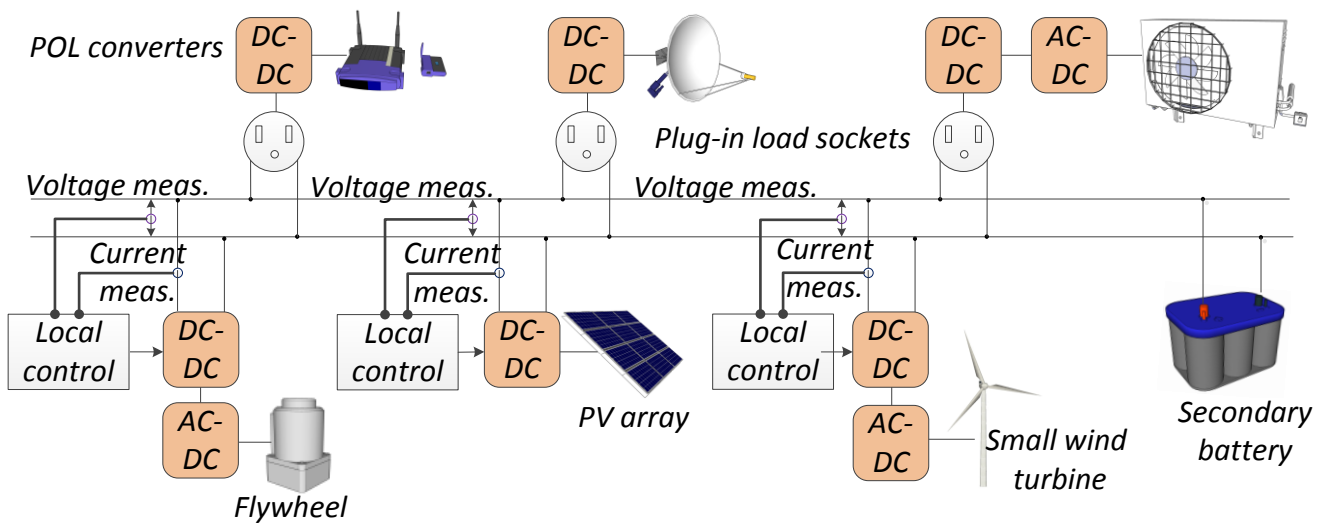 POL converters
DC-
DC
DC-
DC
DC-
DC
AC-
DC
Plug-in load sockets
Voltage meas.
Voltage meas.
Voltage meas.
Current
meas.
Current
meas.
Current
meas.
Local
control
DC-
DC
Local
control
DC-
DC
Local
control
DC-
DC
PV array
AC-
DC
Flywheel
AC-
DC
Small wind
turbine
Secondary
battery